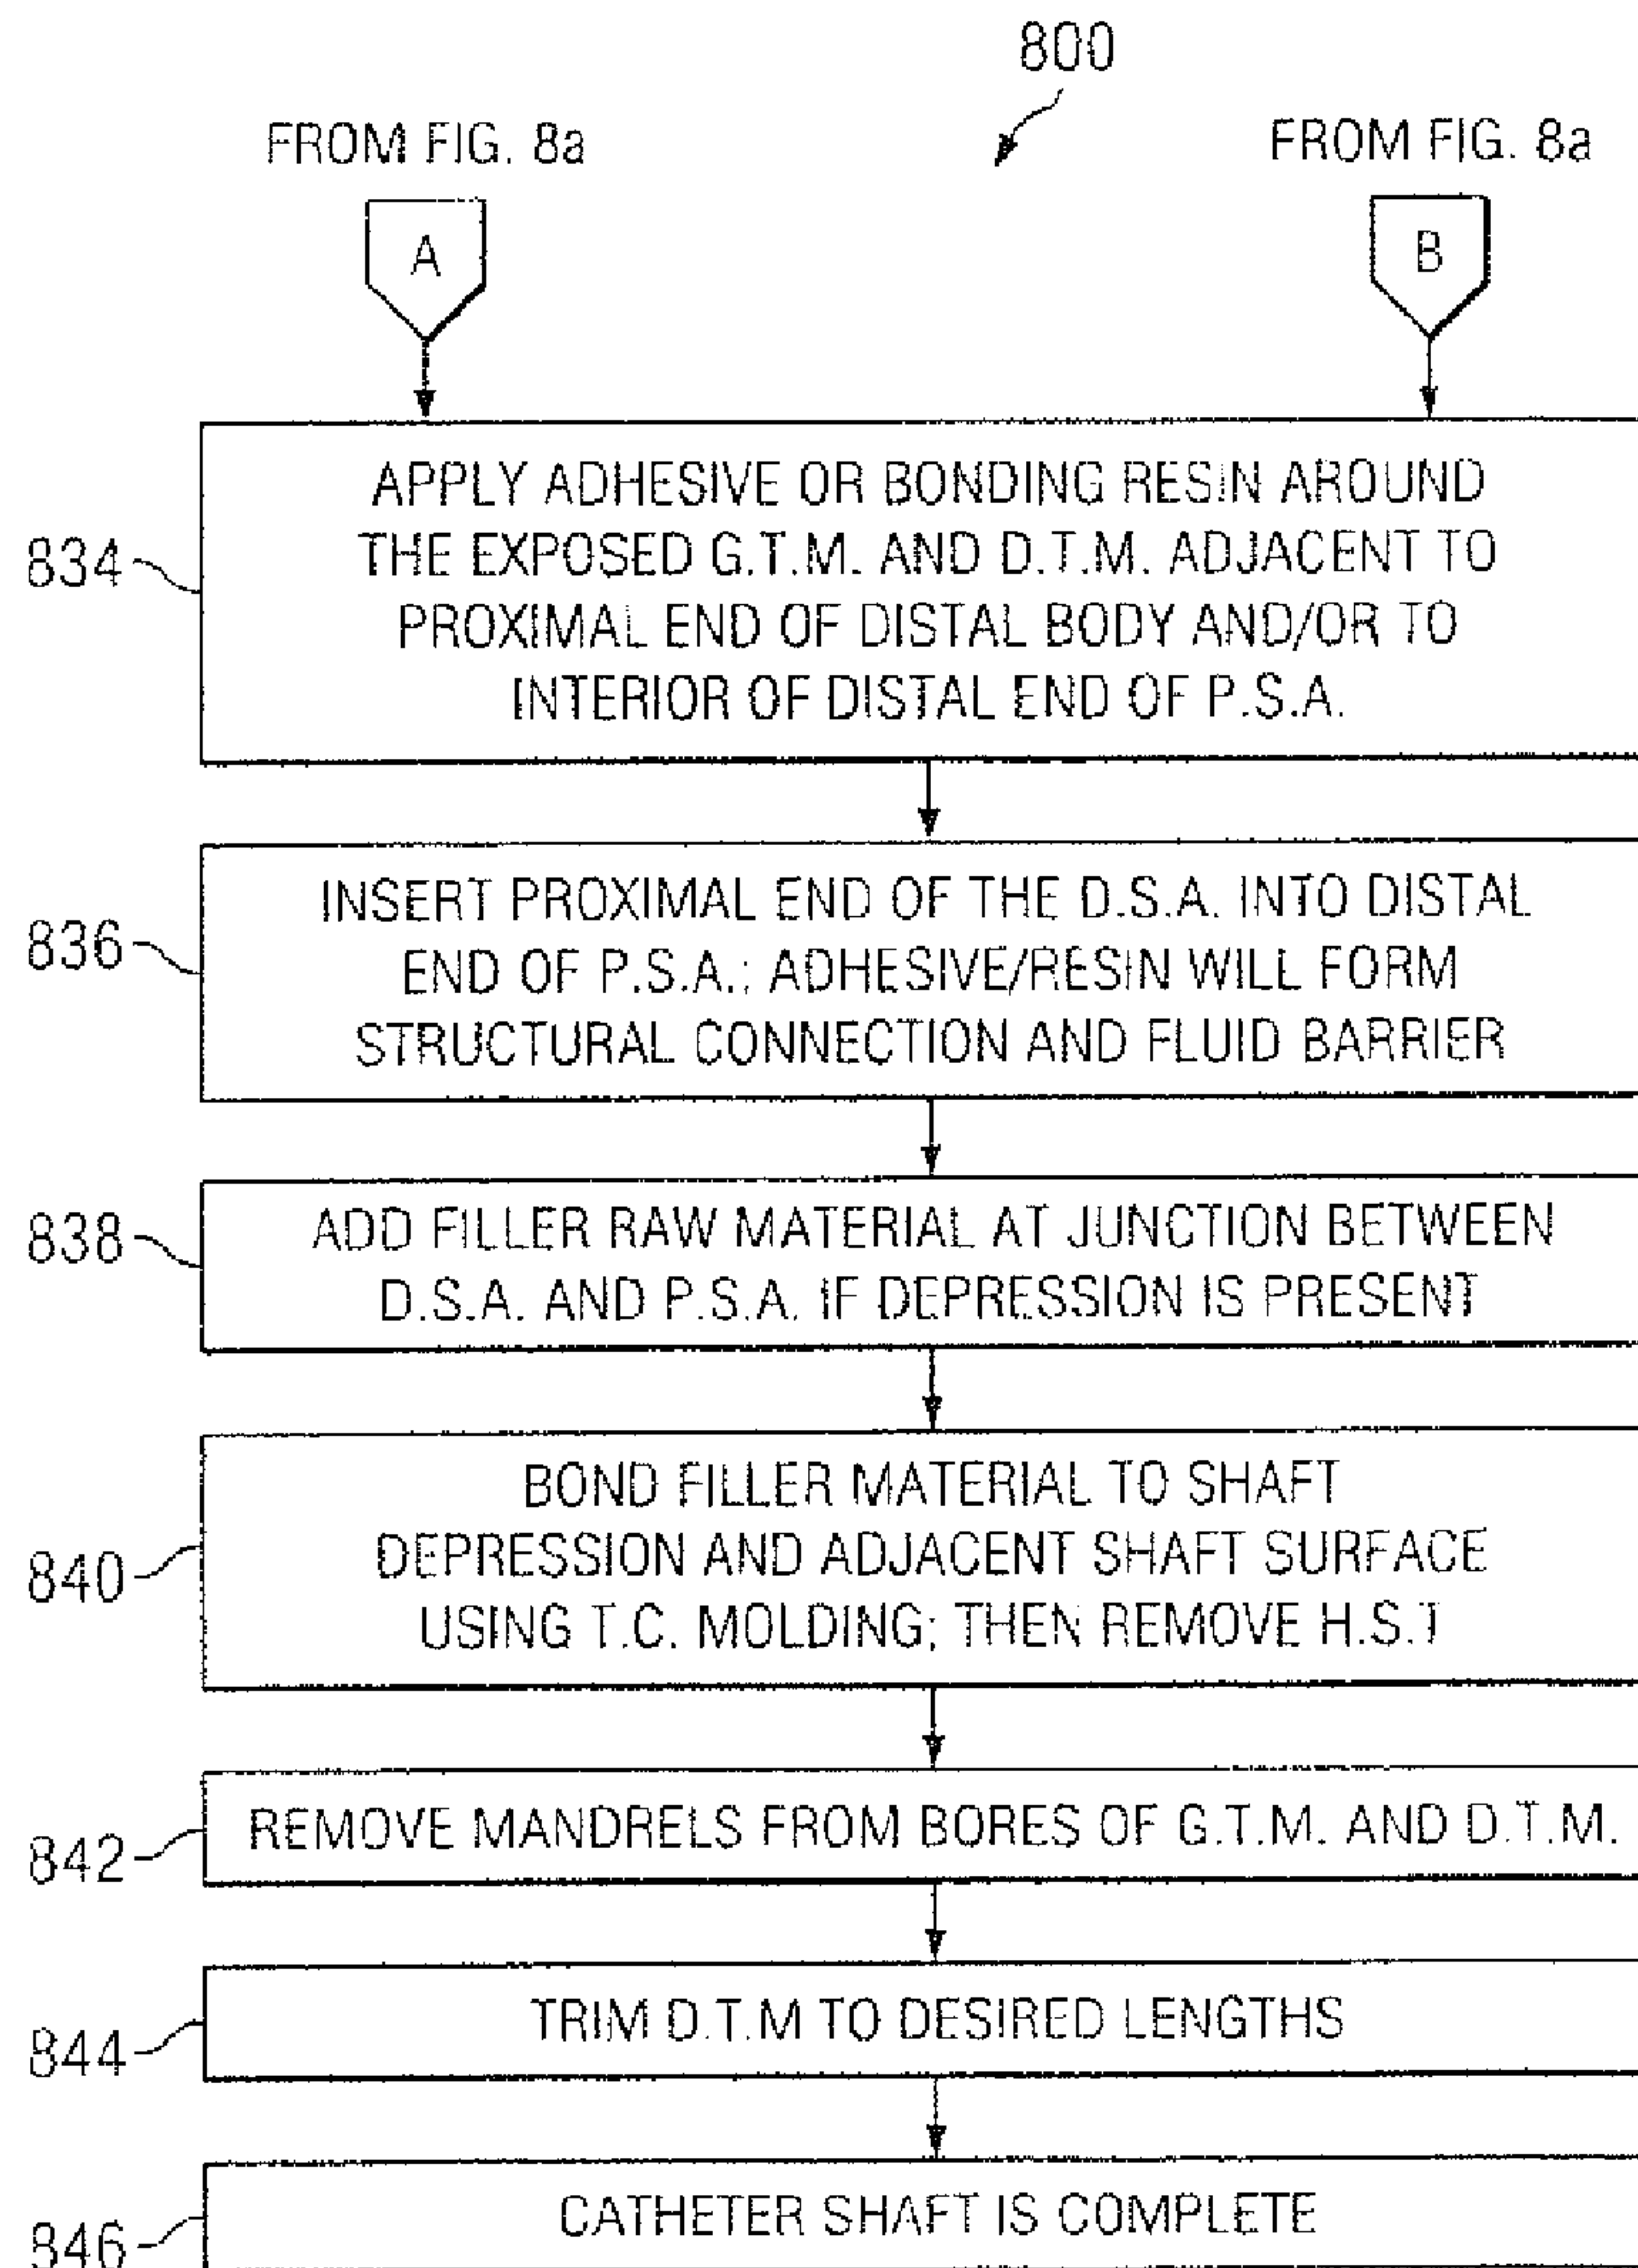 800
FROM FIG. 8a
FROM FIG. 8a
A
B
834
APPLY ADHESIVE OR BONDING RESIN AROUND
THE EXPOSED G.T.M. AND D.T.M. ADJACENT TO
PROXIMAL END OF DISTAL BODY AND/OR TO
INTERIOR OF DISTAL END OF P.S.A.
836
INSERT PROXIMAL END OF THE D.S.A. INTO DISTAL
END OF P.S.A.; ADHESIVE/RESIN WILL FORM
STRUCTURAL CONNECTION AND FLUID BARRIER
838
ADD FILLER RAW MATERIAL AT JUNCTION BETWEEN
D.S.A. AND P.S.A. IF DEPRESSION IS PRESENT
840
BOND FILLER MATERIAL TO SHAFT
DEPRESSION AND ADJACENT SHAFT SURFACE
USING T.C. MOLDING; THEN REMOVE H.S.T
842
REMOVE MANDRELS FROM BORES OF G.T.M. AND D.T.M.
844
TRIM D.T.M TO DESIRED LENGTHS
846
CATHETER SHAFT IS COMPLETE